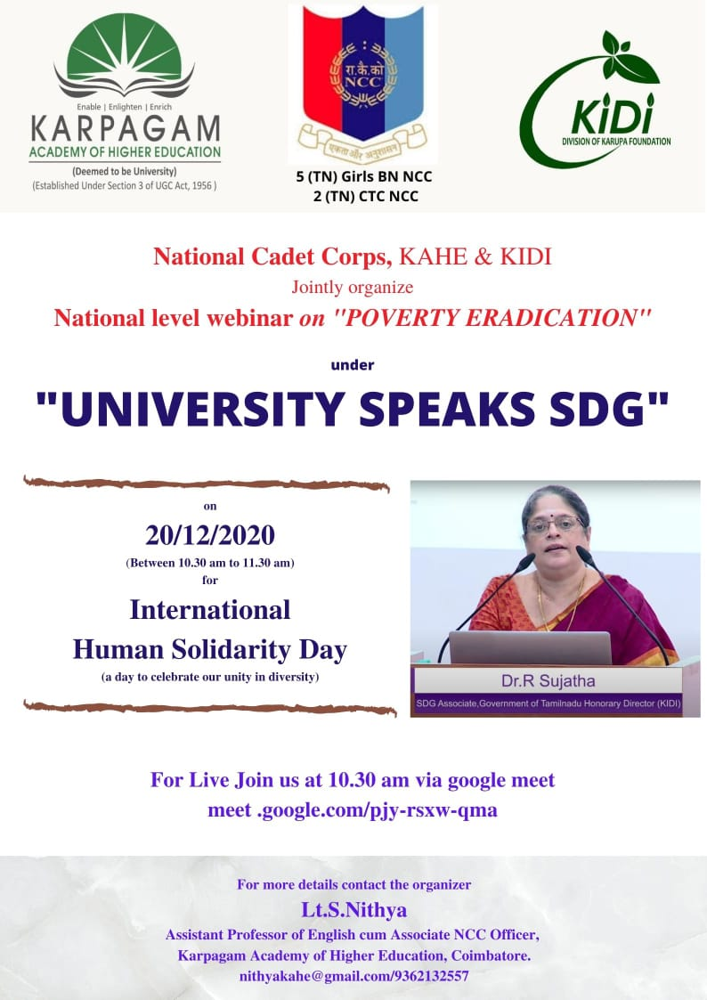 Enable | Enlighten | Enrich
KARPAGAM
ACADEMY OF HIGHER EDUCATION
(Deemed to be University)
(Established Under Section 3 of UGC Act, 1956 )
रा.कै.को
NCC
एकता और अनुशासन
5 (TN) Girls BN NCC
2 (TN) CTC NCC
KiDi
DIVISION OF KARUPA FOUNDATION
National Cadet Corps, KAHE & KIDI
Jointly organize
National level webinar on "POVERTY ERADICATION"
under
"UNIVERSITY SPEAKS SDG"
on
20/12/2020
(Between 10.30 am to 11.30 am)
for
International
Human Solidarity Day
(a day to celebrate our unity in diversity)
Dr.R Sujatha
SDG Associate,Government of Tamilnadu Honorary Director (KIDI)
For Live Join us at 10.30 am via google meet
meet .google.com/pjy-rsxw-qma
For more details contact the organizer
Lt.S.Nithya
Assistant Professor of English cum Associate NCC Officer,
Karpagam Academy of Higher Education, Coimbatore.
nithyakahe@gmail.com/9362132557